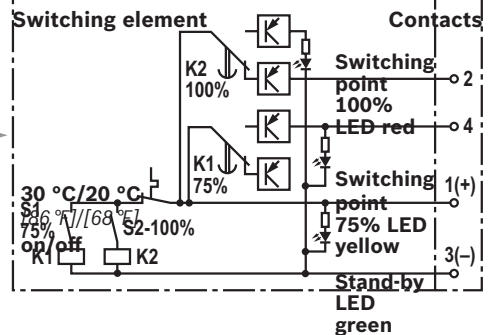 Switching element
Contacts
K2
100%
Switching
point
100%
LED red
2
4
K1
75%
Switching
point
75% LED
yellow
1(+)
30 °C/20 °C
[86 °F]/[68 °F]
S1
75%
on/off
S2-100%
K1
K2
3(–)
Stand-by
LED
green